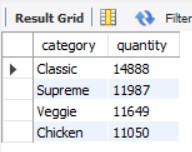 Result Grid Filter
category quantity
Classic 14888
Supreme 11987
Veggie 11649
Chicken 11050